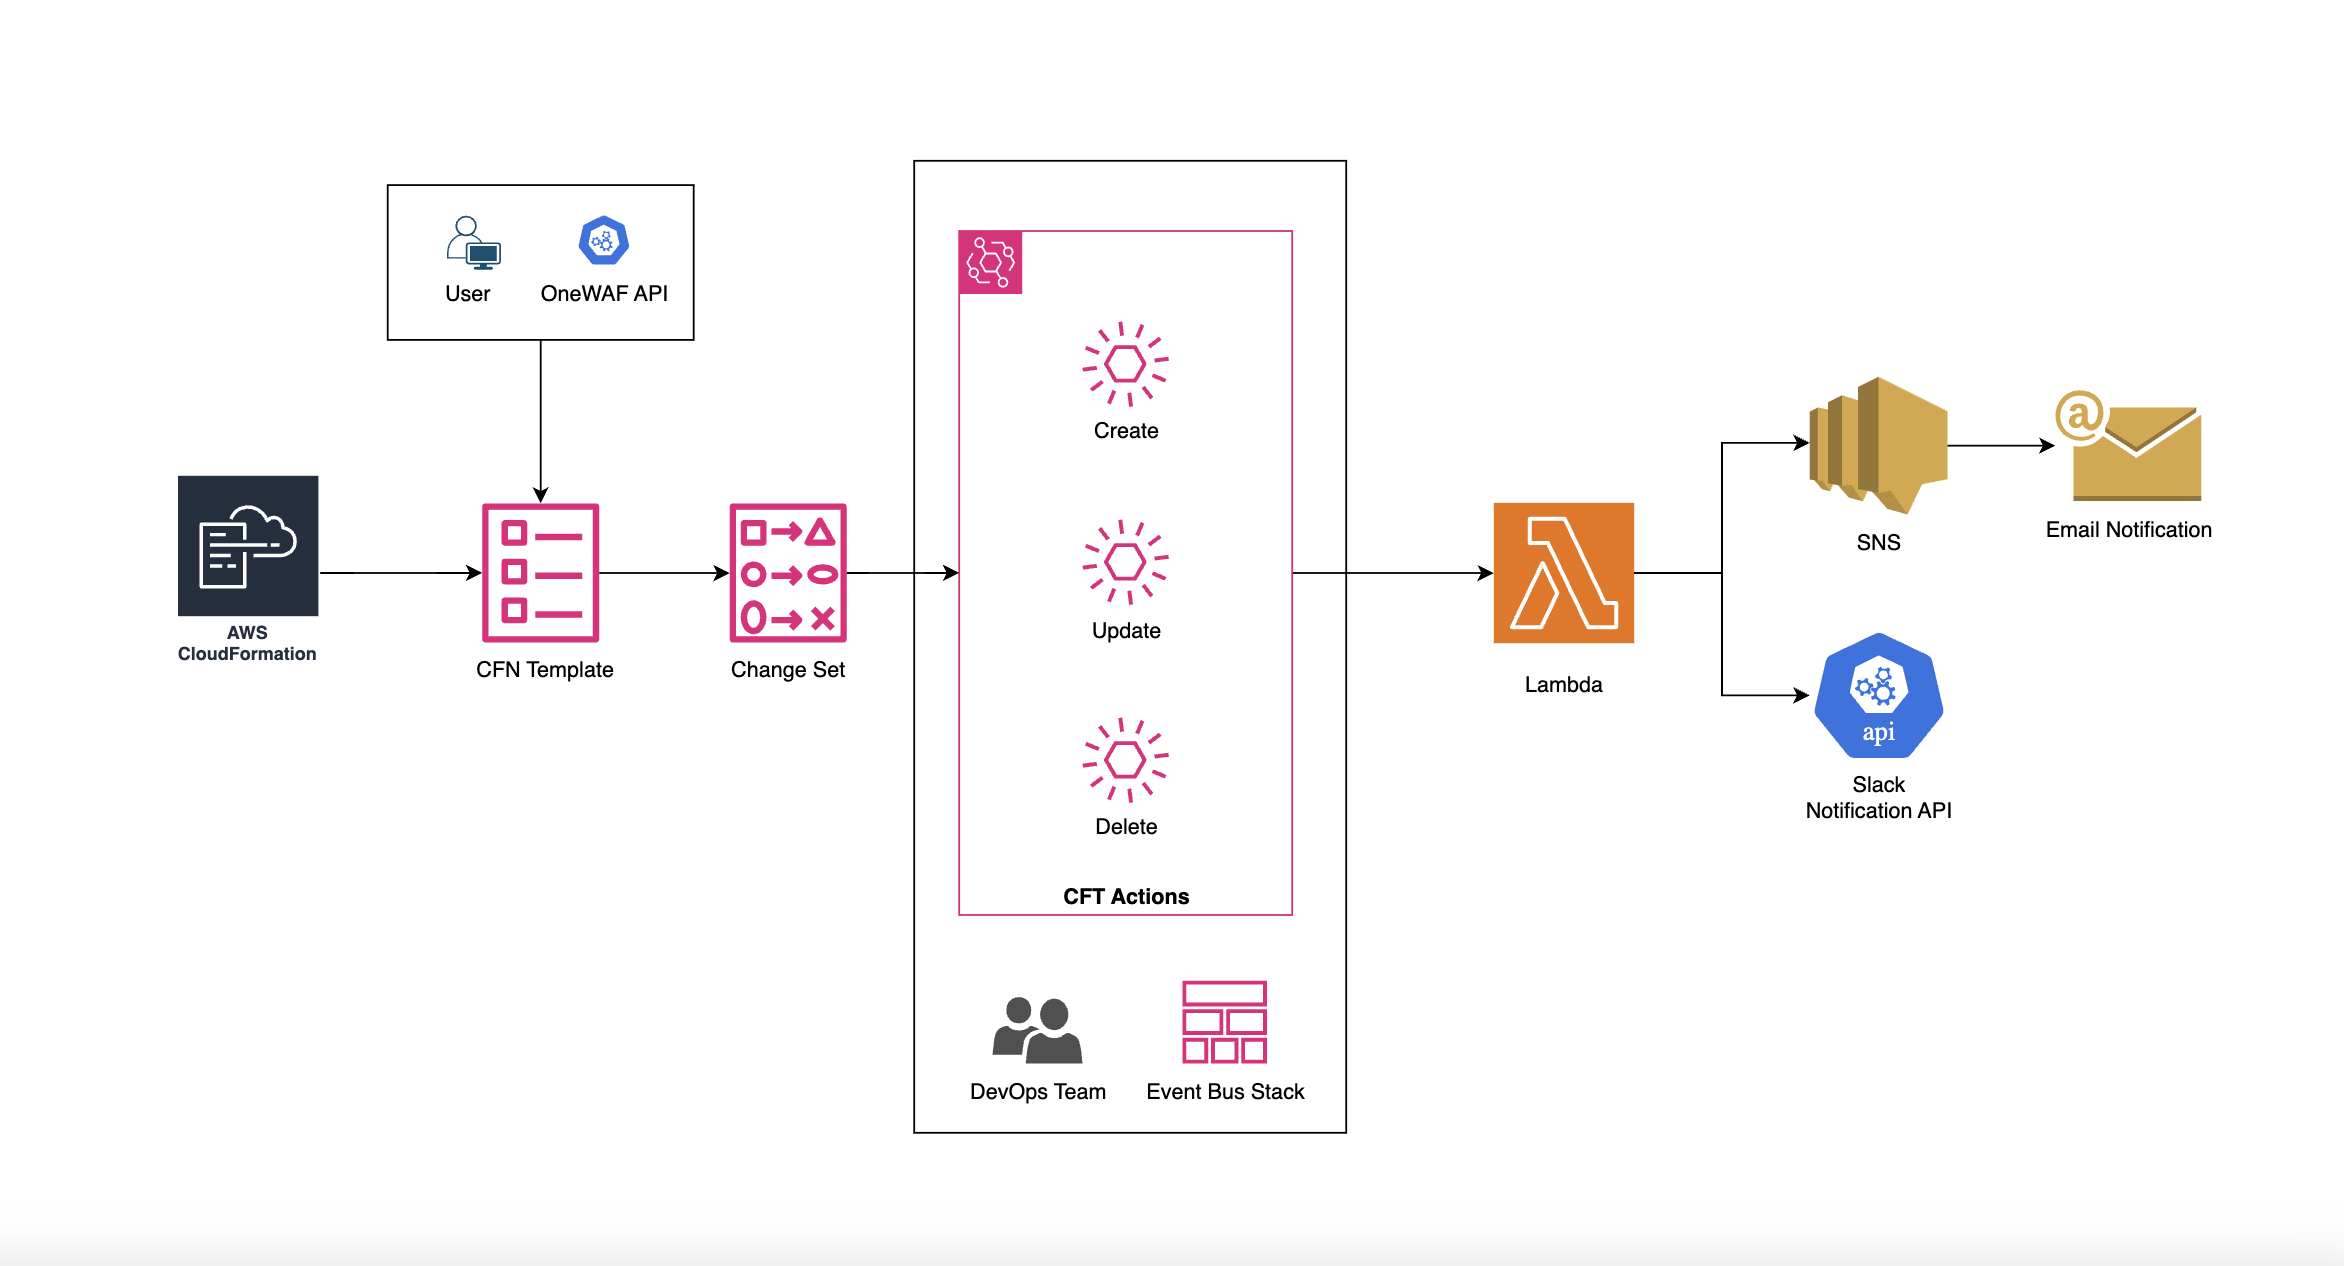 User
OneWAF API
AWS
CloudFormation
CFN Template
Change Set
Create
Update
Delete
CFT Actions
DevOps Team
Event Bus Stack
Lambda
SNS
@
Email Notification
api
Slack
Notification API